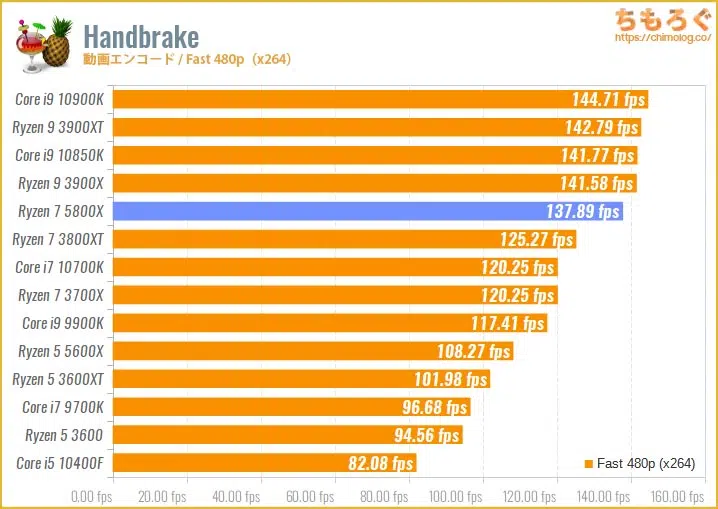 Handbrake
動画エンコード / Fast 480p（x264）
ちもろぐ
https://chimolog.co/
Core i9 10900K 144.71 fps
Ryzen 9 3900XT 142.79 fps
Core i9 10850K 141.77 fps
Ryzen 9 3900X 141.58 fps
Ryzen 7 5800X 137.89 fps
Ryzen 7 3800XT 125.27 fps
Core i7 10700K 120.25 fps
Ryzen 7 3700X 120.25 fps
Core i9 9900K 117.41 fps
Ryzen 5 5600X 108.27 fps
Ryzen 5 3600XT 101.98 fps
Core i7 9700K 96.68 fps
Ryzen 5 3600 94.56 fps
Core i5 10400F 82.08 fps
Fast 480p (x264)
0.00 fps 20.00 fps 40.00 fps 60.00 fps 80.00 fps 100.00 fps 120.00 fps 140.00 fps 160.00 fps